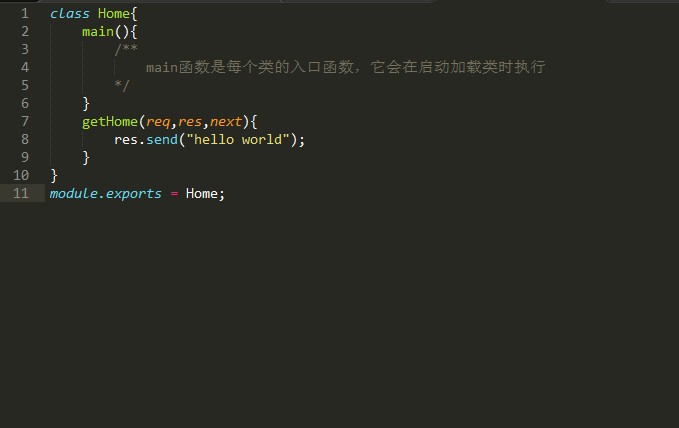 1 class Home{
2     main(){
3         /**
4             main函数是每个类的入口函数，它会在启动加载类时执行
5         */
6     }
7     getHome(req,res,next){
8         res.send("hello world");
9     }
10 }
11 module.exports = Home;